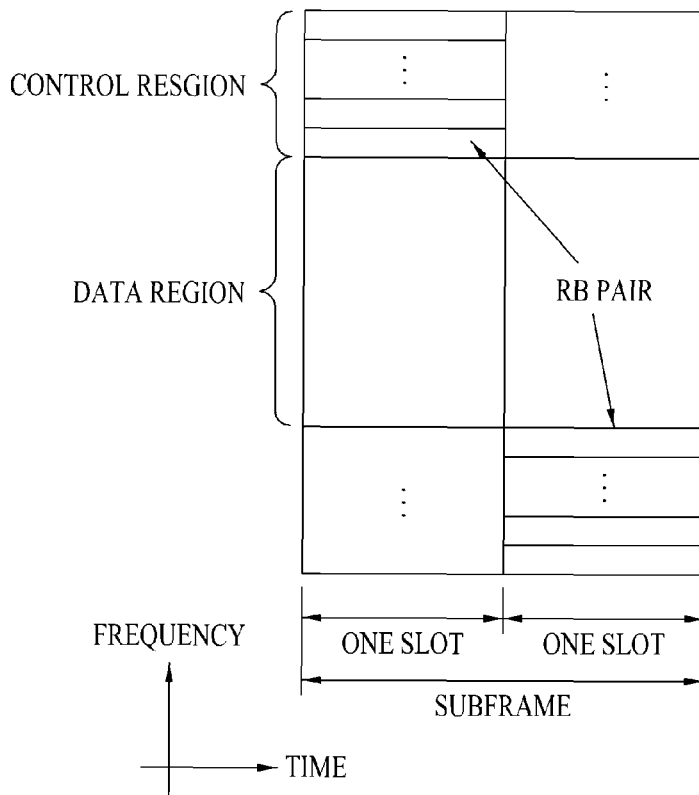 CONTROL RESGION
DATA REGION
RB PAIR
ONE SLOT
ONE SLOT
SUBFRAME
FREQUENCY
TIME